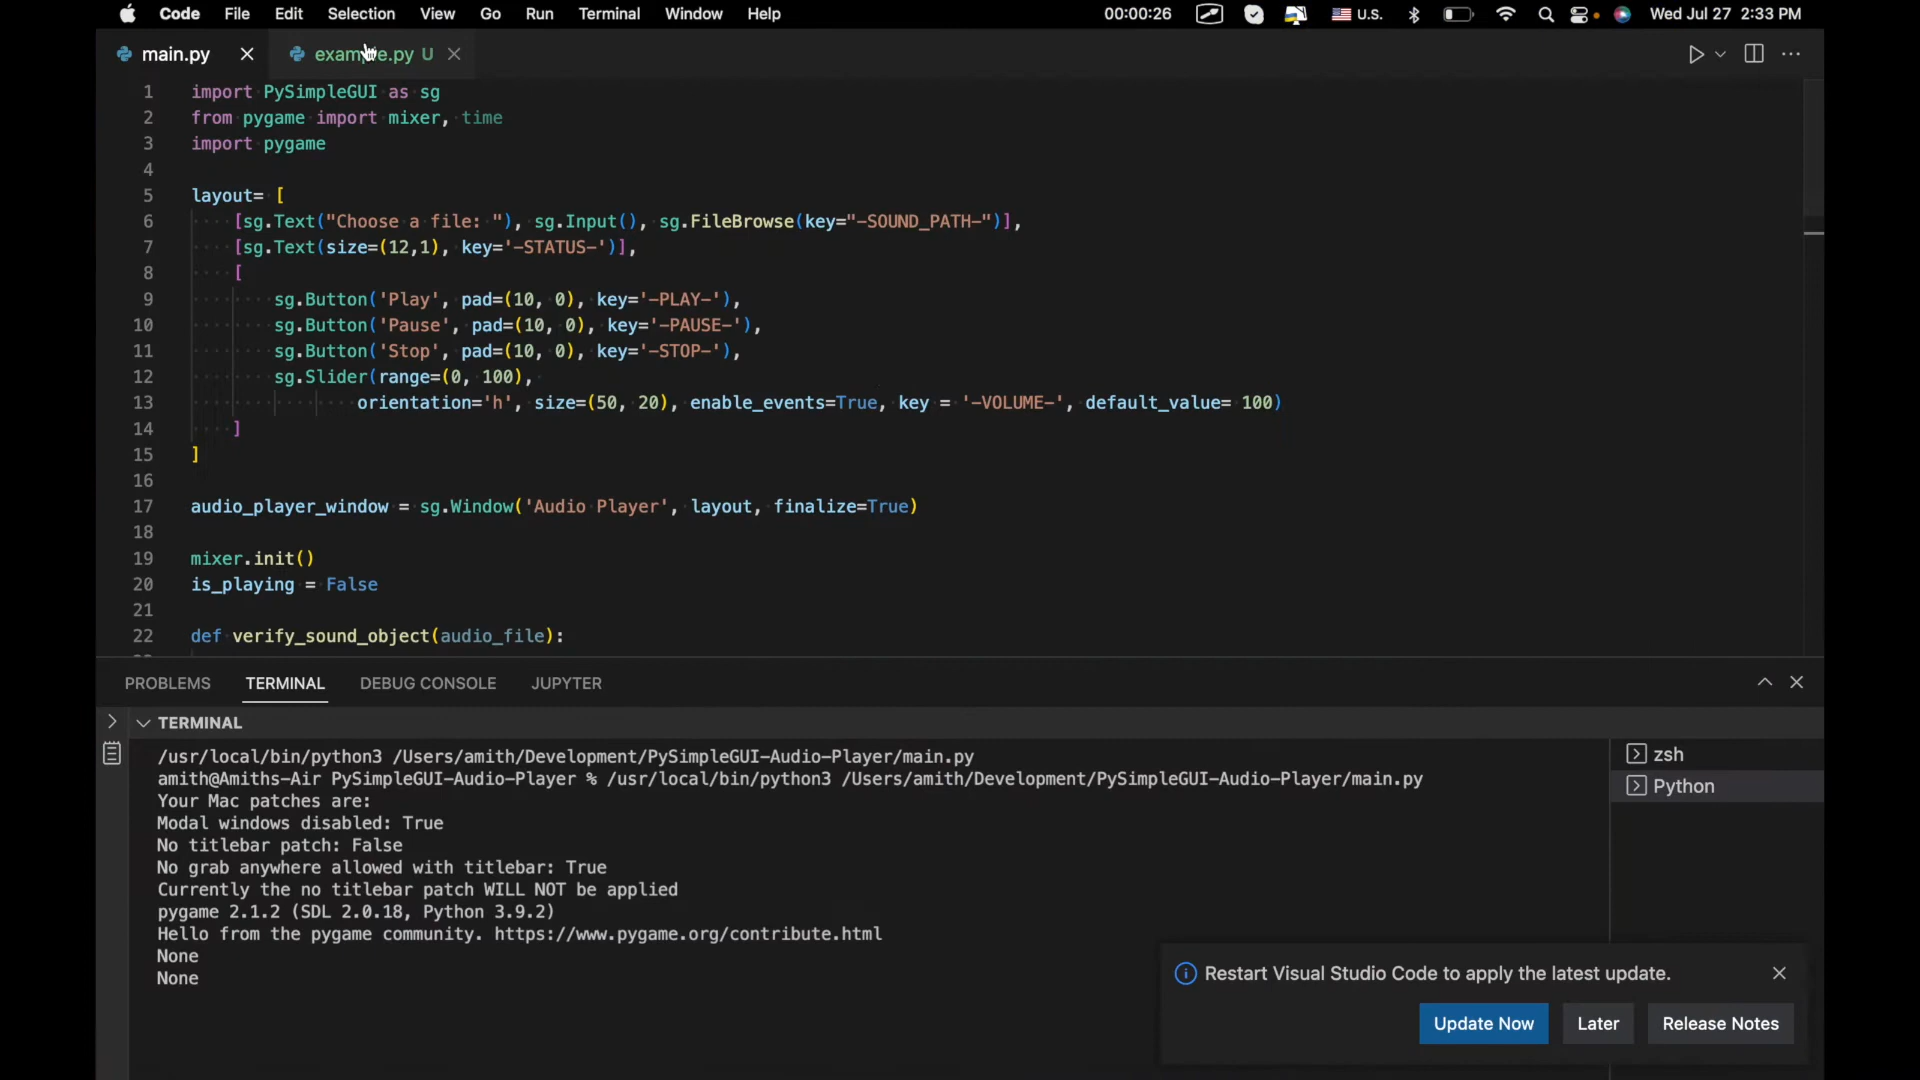 Code File Edit Selection View Go Run Terminal Window Help 00:00:26 U.S. Wed Jul 27 2:33 PM
main.py example.py U
1 import PySimpleGUI as sg
2 from pygame import mixer, time
3 import pygame
4
5 layout= [
6 [sg.Text("Choose a file: "), sg.Input(), sg.FileBrowse(key="-SOUND_PATH-")],
7 [sg.Text(size=(12,1), key='-STATUS-')],
8 [
9 sg.Button('Play', pad=(10, 0), key='-PLAY-'),
10 sg.Button('Pause', pad=(10, 0), key='-PAUSE-'),
11 sg.Button('Stop', pad=(10, 0), key='-STOP-'),
12 sg.Slider(range=(0, 100),
13 orientation='h', size=(50, 20), enable_events=True, key = '-VOLUME-', default_value= 100)
14 ]
15 ]
16
17 audio_player_window = sg.Window('Audio Player', layout, finalize=True)
18
19 mixer.init()
20 is_playing = False
21
22 def verify_sound_object(audio_file):
PROBLEMS TERMINAL DEBUG CONSOLE JUPYTER
TERMINAL
/usr/local/bin/python3 /Users/amith/Development/PySimpleGUI-Audio-Player/main.py
amith@Amiths-Air PySimpleGUI-Audio-Player % /usr/local/bin/python3 /Users/amith/Development/PySimpleGUI-Audio-Player/main.py
Your Mac patches are:
Modal windows disabled: True
No titlebar patch: False
No grab anywhere allowed with titlebar: True
Currently the no titlebar patch WILL NOT be applied
pygame 2.1.2 (SDL 2.0.18, Python 3.9.2)
Hello from the pygame community. https://www.pygame.org/contribute.html
None
None
zsh
Python
Restart Visual Studio Code to apply the latest update.
Update Now Later Release Notes